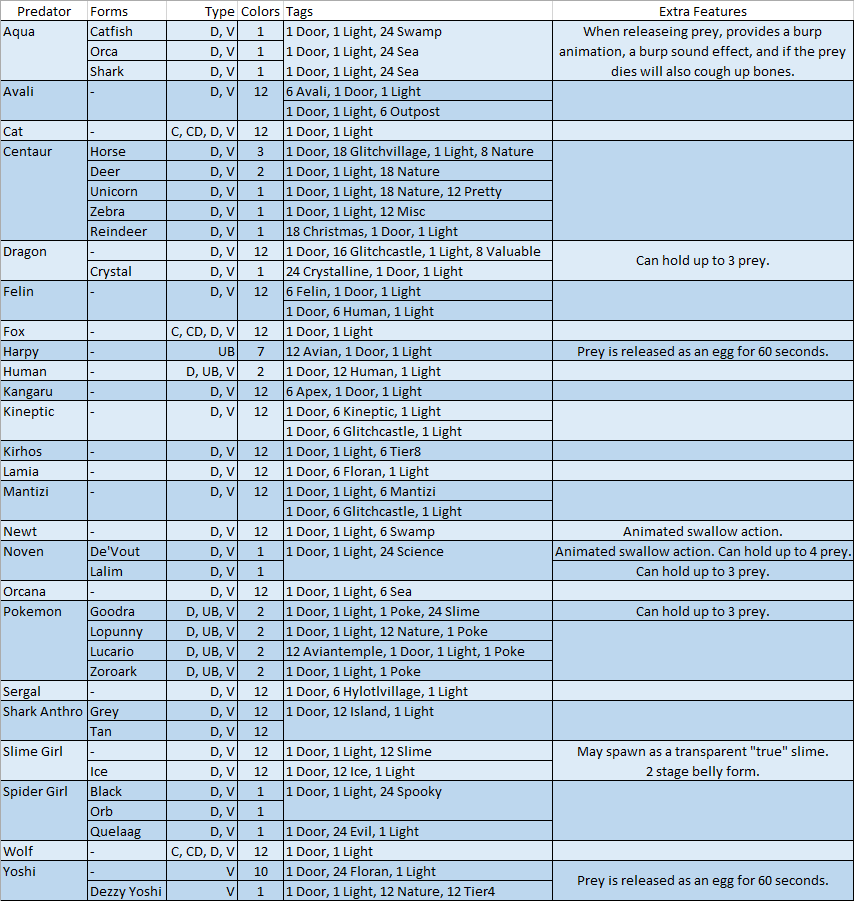 Predator Forms Type Colors Tags Extra Features
Aqua Catfish D, V 1 1 Door, 1 Light, 24 Swamp When releaseing prey, provides a burp
Orca D, V 1 1 Door, 1 Light, 24 Sea animation, a burp sound effect, and if the prey
Shark D, V 1 1 Door, 1 Light, 24 Sea dies will also cough up bones.
Avali - D, V 12 6 Avali, 1 Door, 1 Light
1 Door, 1 Light, 6 Outpost
Cat - C, CD, D, V 12 1 Door, 1 Light
Centaur Horse D, V 3 1 Door, 18 Glitchvillage, 1 Light, 8 Nature
Deer D, V 2 1 Door, 1 Light, 18 Nature
Unicorn D, V 1 1 Door, 1 Light, 18 Nature, 12 Pretty
Zebra D, V 1 1 Door, 1 Light, 12 Misc
Reindeer D, V 1 18 Christmas, 1 Door, 1 Light
Dragon - D, V 12 1 Door, 16 Glitchcastle, 1 Light, 8 Valuable
Can hold up to 3 prey.
Crystal D, V 1 24 Crystalline, 1 Door, 1 Light
Felin - D, V 12 6 Felin, 1 Door, 1 Light
1 Door, 6 Human, 1 Light
Fox - C, CD, D, V 12 1 Door, 1 Light
Harpy - UB 7 12 Avian, 1 Door, 1 Light Prey is released as an egg for 60 seconds.
Human - D, UB, V 2 1 Door, 12 Human, 1 Light
Kangaru - D, V 12 6 Apex, 1 Door, 1 Light
Kineptic - D, V 12 1 Door, 6 Kineptic, 1 Light
1 Door, 6 Glitchcastle, 1 Light
Kirhos - D, V 12 1 Door, 1 Light, 6 Tier8
Lamia - D, V 12 1 Door, 6 Floran, 1 Light
Mantizi - D, V 12 1 Door, 1 Light, 6 Mantizi
1 Door, 6 Glitchcastle, 1 Light
Newt - D, V 12 1 Door, 1 Light, 6 Swamp Animated swallow action.
Noven De'Vout D, V 1 1 Door, 1 Light, 24 Science Animated swallow action. Can hold up to 4 prey.
Lalim D, V 1 Can hold up to 3 prey.
Orcana - D, V 12 1 Door, 1 Light, 6 Sea
Pokemon Goodra D, UB, V 2 1 Door, 1 Light, 1 Poke, 24 Slime Can hold up to 3 prey.
Lopunny D, UB, V 2 1 Door, 1 Light, 12 Nature, 1 Poke
Lucario D, UB, V 2 12 Aviantemple, 1 Door, 1 Light, 1 Poke
Zoroark D, UB, V 2 1 Door, 1 Light, 1 Poke
Sergal - D, V 12 1 Door, 6 Hylotlvillage, 1 Light
Shark Anthro Grey D, V 12 1 Door, 12 Island, 1 Light
Tan D, V 12
Slime Girl - D, V 12 1 Door, 1 Light, 12 Slime May spawn as a transparent "true" slime.
Ice D, V 12 1 Door, 12 Ice, 1 Light 2 stage belly form.
Spider Girl Black D, V 1 1 Door, 1 Light, 24 Spooky
Orb D, V 1
Quelaag D, V 1 1 Door, 24 Evil, 1 Light
Wolf - C, CD, D, V 12 1 Door, 1 Light
Yoshi - V 10 1 Door, 24 Floran, 1 Light
Prey is released as an egg for 60 seconds.
Dezzy Yoshi V 1 1 Door, 1 Light, 12 Nature, 12 Tier4